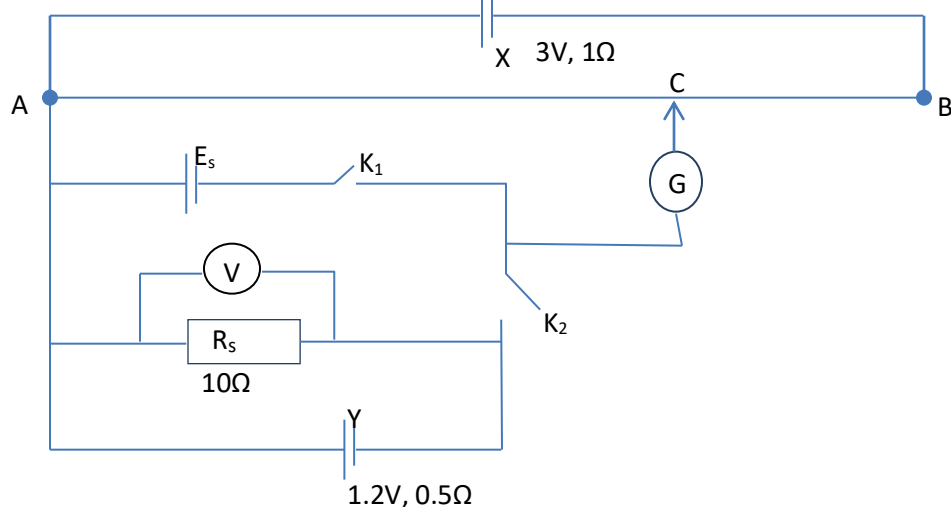 X 3V, 1Ω
A
C
B
Es
K1
G
V
K2
Rs
10Ω
Y
1.2V, 0.5Ω